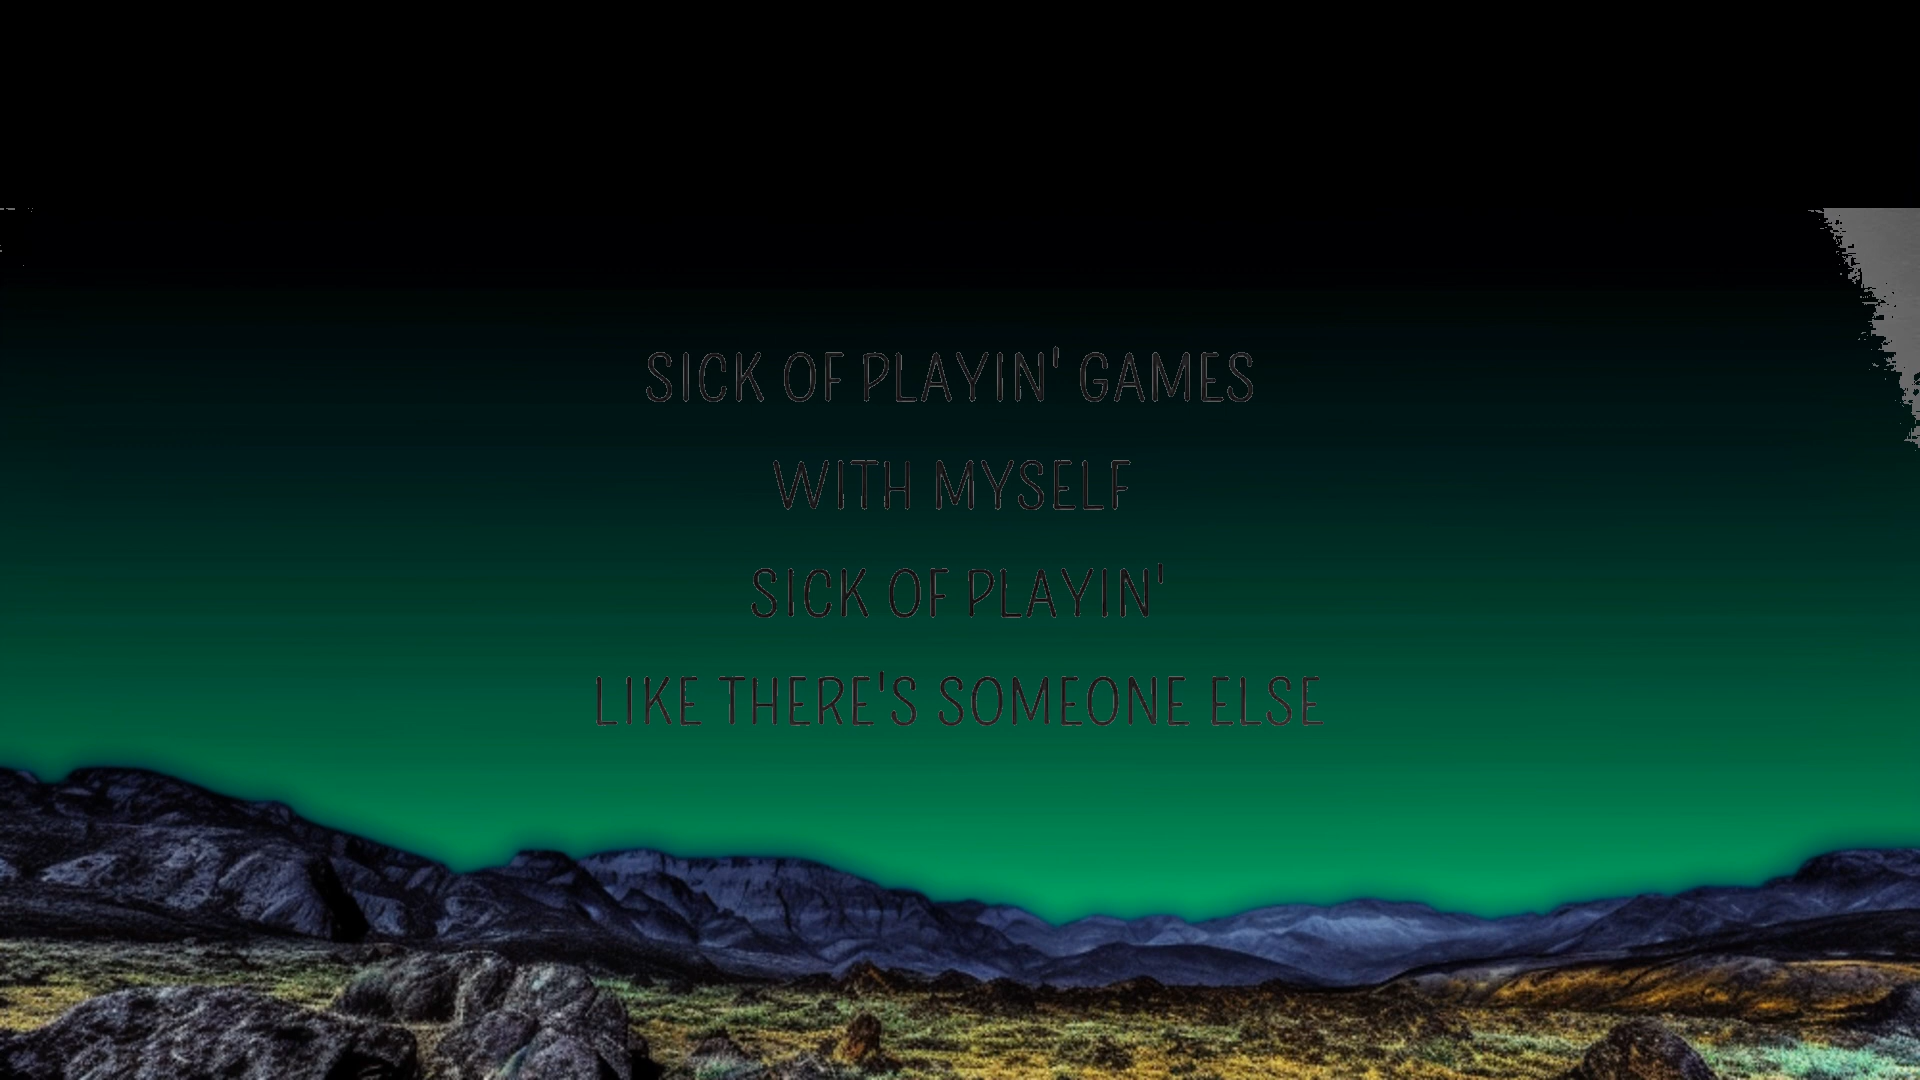 SICK OF PLAYIN' GAMES
WITH MYSELF
SICK OF PLAYIN'
LIKE THERE'S SOMEONE ELSE